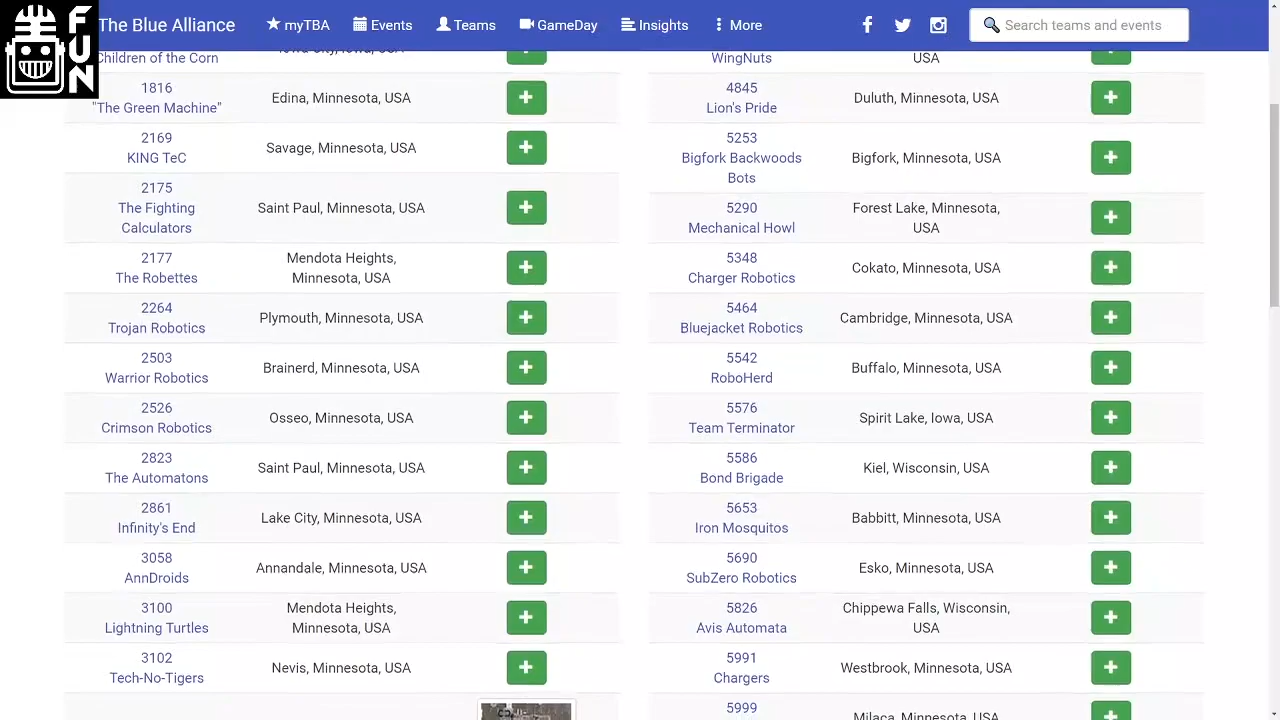 FUN
The Blue Alliance
myTBA
Events
Teams
GameDay
Insights
More
Search teams and events
Children of the Corn
1816
"The Green Machine"
Edina, Minnesota, USA
2169
KING TeC
Savage, Minnesota, USA
2175
The Fighting
Calculators
Saint Paul, Minnesota, USA
2177
The Robettes
Mendota Heights
Minnesota, USA
2264
Trojan Robotics
Plymouth, Minnesota, USA
2503
Warrior Robotics
Brainerd, Minnesota, USA
2526
Crimson Robotics
Osseo, Minnesota, USA
2823
The Automatons
Saint Paul, Minnesota, USA
2861
Infinity's End
Lake City, Minnesota, USA
3058
AnnDroids
Annandale, Minnesota, USA
3100
Lightning Turtles
Mendota Heights
Minnesota, USA
3102
Tech-No-Tigers
Nevis, Minnesota, USA
WingNuts
USA
4845
Lion's Pride
Duluth, Minnesota, USA
5253
Bigfork Backwoods
Bots
Bigfork, Minnesota, USA
5290
Mechanical Howl
Forest Lake, Minnesota,
USA
5348
Charger Robotics
Cokato, Minnesota, USA
5464
Bluejacket Robotics
Cambridge, Minnesota, USA
5542
RoboHerd
Buffalo, Minnesota, USA
5576
Team Terminator
Spirit Lake, Iowa, USA
5586
Bond Brigade
Kiel, Wisconsin, USA
5653
Iron Mosquitos
Babbitt, Minnesota, USA
5690
SubZero Robotics
Esko, Minnesota, USA
5826
Avis Automata
Chippewa Falls, Wisconsin,
USA
5991
Chargers
Westbrook, Minnesota, USA
5999
Milaca, Minnesota, USA